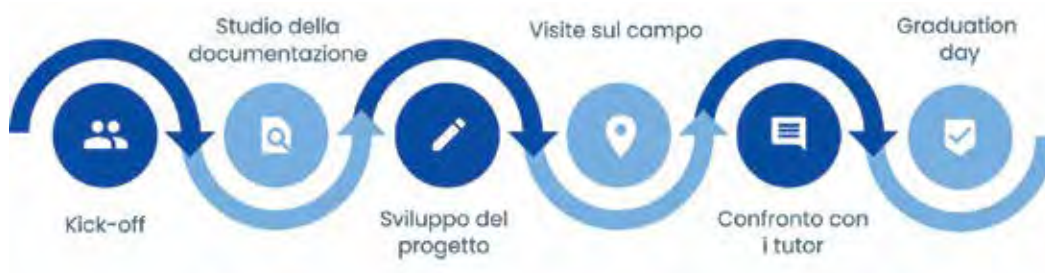 Kick-off
Studio della
documentazione
Sviluppo del
progetto
Visite sul campo
Confronto con
i tutor
Graduation
day